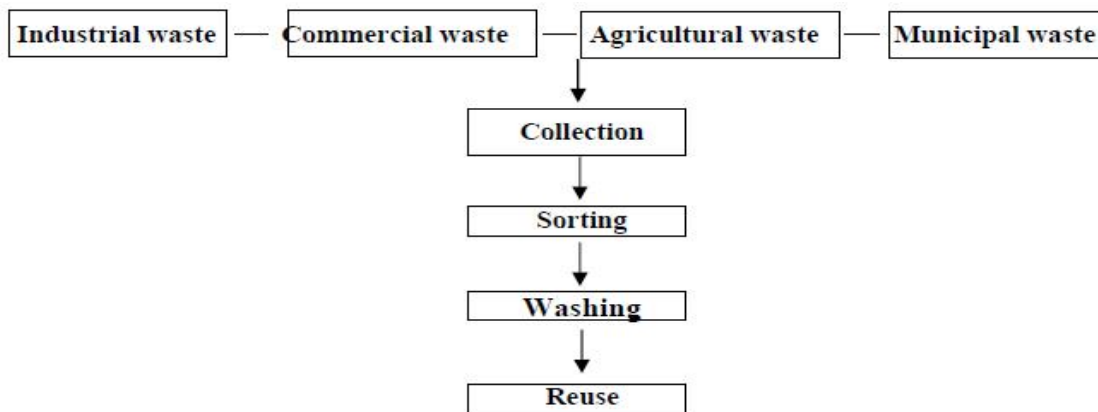 Industrial waste Commercial waste Agricultural waste Municipal waste
Collection
Sorting
Washing
Reuse